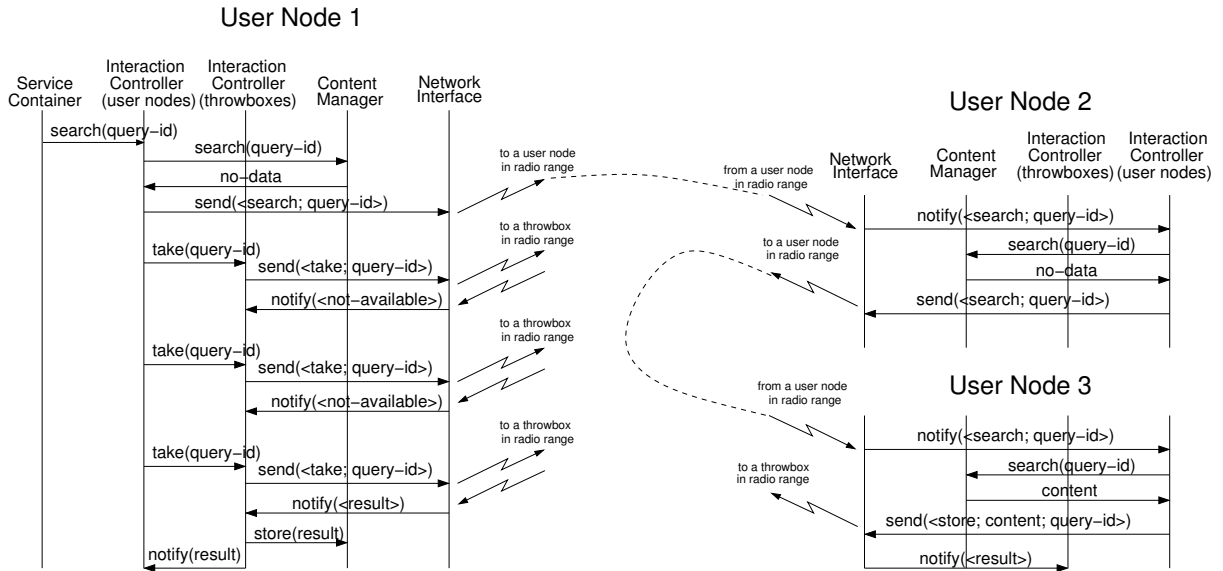 User Node 1
Service
Container
Interaction
Controller
(user nodes)
Interaction
Controller
(throwboxes)
Content
Manager
Network
Interface
search(query−id)
search(query−id)
no−data
send(<search; query−id>)
to a user node
in radio range
take(query−id)
send(<take; query−id>)
to a throwbox
in radio range
notify(<not−available>)
take(query−id)
send(<take; query−id>)
to a throwbox
in radio range
notify(<not−available>)
take(query−id)
send(<take; query−id>)
to a throwbox
in radio range
notify(<result>)
store(result)
notify(result)
User Node 2
Network
Interface
Content
Manager
Interaction
Controller
(throwboxes)
Interaction
Controller
(user nodes)
from a user node
in radio range
notify(<search; query−id>)
search(query−id)
to a user node
in radio range
no−data
send(<search; query−id>)
User Node 3
from a user node
in radio range
notify(<search; query−id>)
search(query−id)
to a throwbox
in radio range
content
send(<store; content; query−id>)
notify(<result>)